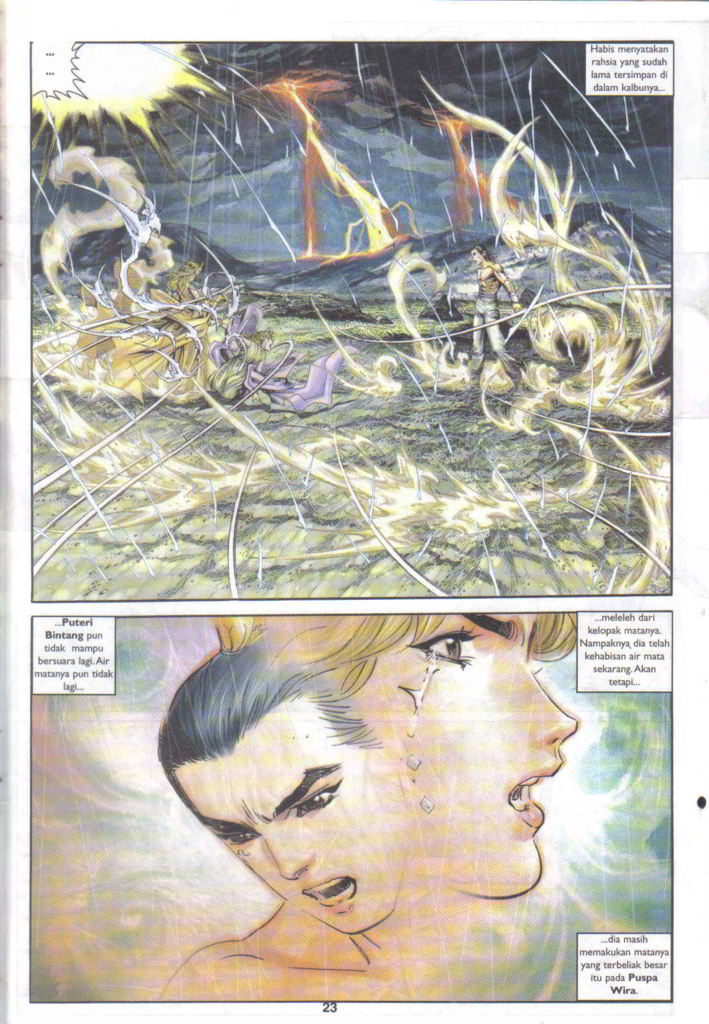 ...
...
Habis menyatakan
rahsia yang sudah
lama tersimpan di
dalam kalbunya...
...Puteri
Bintang pun
tidak mampu
bersuara lagi. Air
matanya pun tidak
lagi...
...meleleh dari
kelopak matanya.
Nampaknya dia telah
kehabisan air mata
sekarang. Akan
tetapi...
...dia masih
memakukan matanya
yang terbeliak besar
itu pada Puspa
Wira.
23